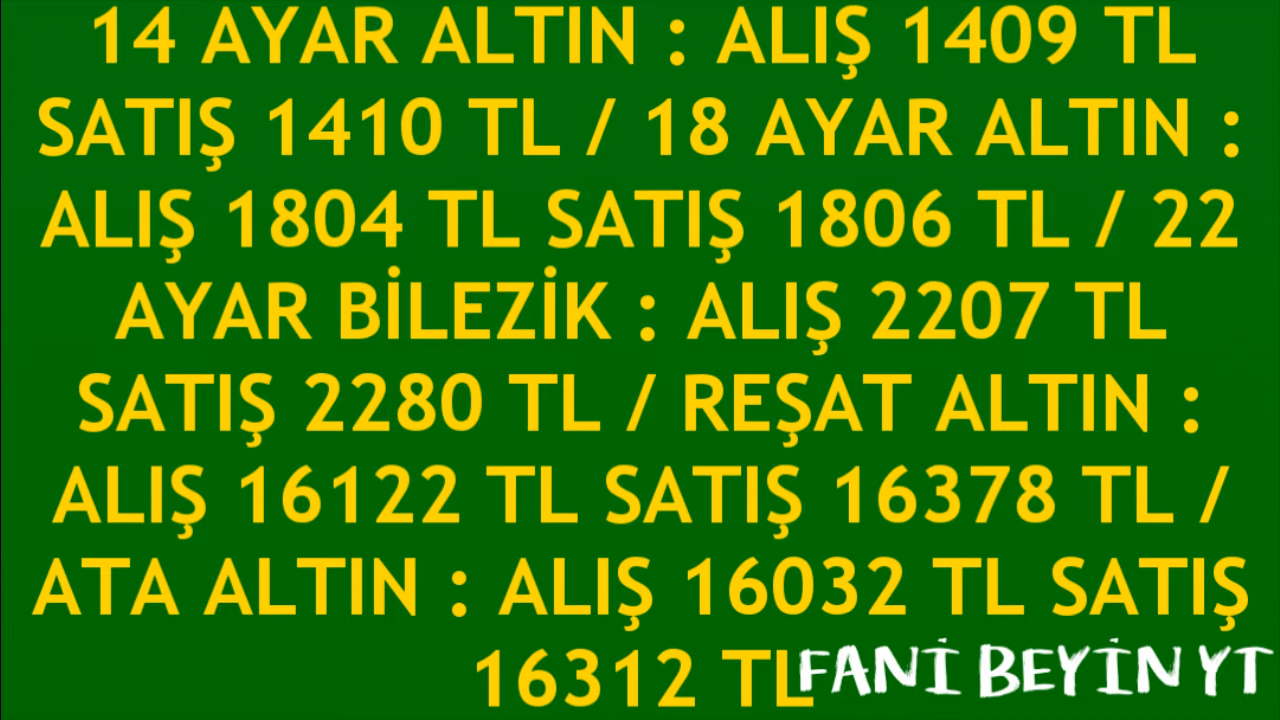 14 AYAR ALTIN : ALIŞ 1409 TL
SATIŞ 1410 TL / 18 AYAR ALTIN :
ALIŞ 1804 TL SATIŞ 1806 TL / 22
AYAR BİLEZİK : ALIŞ 2207 TL
SATIŞ 2280 TL / REŞAT ALTIN :
ALIŞ 16122 TL SATIŞ 16378 TL /
ATA ALTIN : ALIŞ 16032 TL SATIŞ
16312 TL
FANİ BEYİN YT